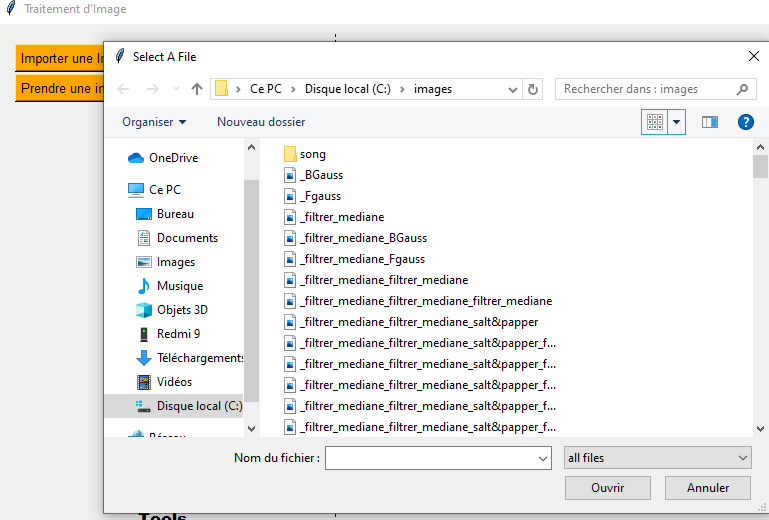 Traitement d'Image
Importer une I
Prendre une in
Select A File
Ce PC > Disque local (C:) > images
Rechercher dans : images
Organiser
Nouveau dossier
OneDrive
Ce PC
Bureau
Documents
Images
Musique
Objets 3D
Redmi 9
Téléchargements
Vidéos
Disque local (C:)
Réseau
song
_BGauss
_Fgauss
_filtrer_mediane
_filtrer_mediane_BGauss
_filtrer_mediane_Fgauss
_filtrer_mediane_filtrer_mediane
_filtrer_mediane_filtrer_mediane_filtrer_mediane
_filtrer_mediane_filtrer_mediane_salt&papper
_filtrer_mediane_filtrer_mediane_salt&papper_f...
_filtrer_mediane_filtrer_mediane_salt&papper_f...
_filtrer_mediane_filtrer_mediane_salt&papper_f...
_filtrer_mediane_filtrer_mediane_salt&papper_f...
_filtrer_mediane_filtrer_mediane_salt&papper_f...
Nom du fichier :
all files
Ouvrir
Annuler
Tools